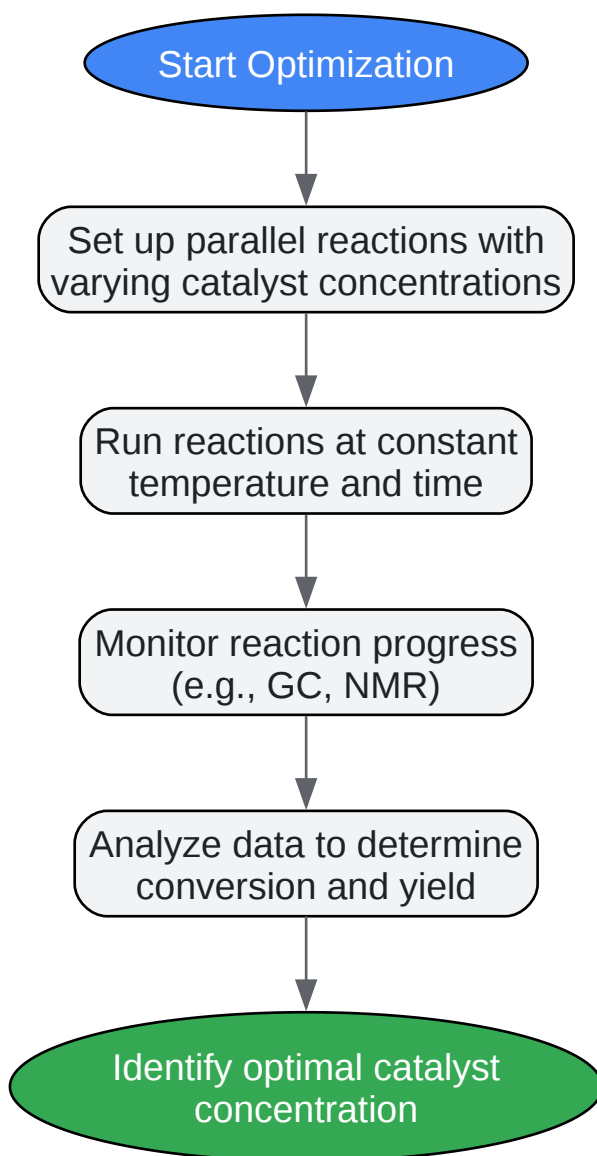 Start Optimization
Set up parallel reactions with
varying catalyst concentrations
Run reactions at constant
temperature and time
Monitor reaction progress
(e.g., GC, NMR)
Analyze data to determine
conversion and yield
Identify optimal catalyst
concentration